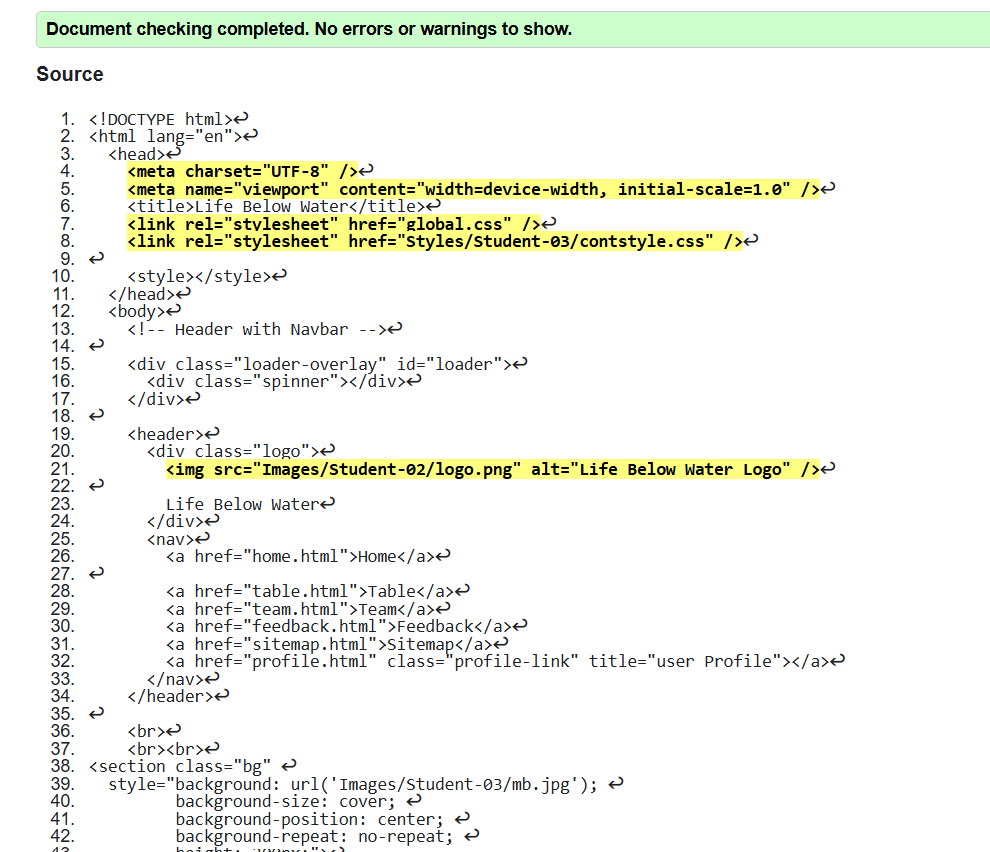 Document checking completed. No errors or warnings to show.
Source
1. <!DOCTYPE html>↩
2. <html lang="en">↩
3. <head>↩
4. <meta charset="UTF-8" />↩
5. <meta name="viewport" content="width=device-width, initial-scale=1.0" />↩
6. <title>Life Below Water</title>↩
7. <link rel="stylesheet" href="global.css" />↩
8. <link rel="stylesheet" href="Styles/Student-03/contstyle.css" />↩
9. ↩
10. <style></style>↩
11. </head>↩
12. <body>↩
13. <!-- Header with Navbar -->↩
14. ↩
15. <div class="loader-overlay" id="loader">↩
16. <div class="spinner"></div>↩
17. </div>↩
18. ↩
19. <header>↩
20. <div class="logo">↩
21. <img src="Images/Student-02/logo.png" alt="Life Below Water Logo" />↩
22. ↩
23. Life Below Water↩
24. </div>↩
25. <nav>↩
26. <a href="home.html">Home</a>↩
27. ↩
28. <a href="table.html">Table</a>↩
29. <a href="team.html">Team</a>↩
30. <a href="feedback.html">Feedback</a>↩
31. <a href="sitemap.html">Sitemap</a>↩
32. <a href="profile.html" class="profile-link" title="user Profile"></a>↩
33. </nav>↩
34. </header>↩
35. ↩
36. <br>↩
37. <br><br>↩
38. <section class="bg" ↩
39. style="background: url('Images/Student-03/mb.jpg'); ↩
40. background-size: cover; ↩
41. background-position: center; ↩
42. background-repeat: no-repeat; ↩